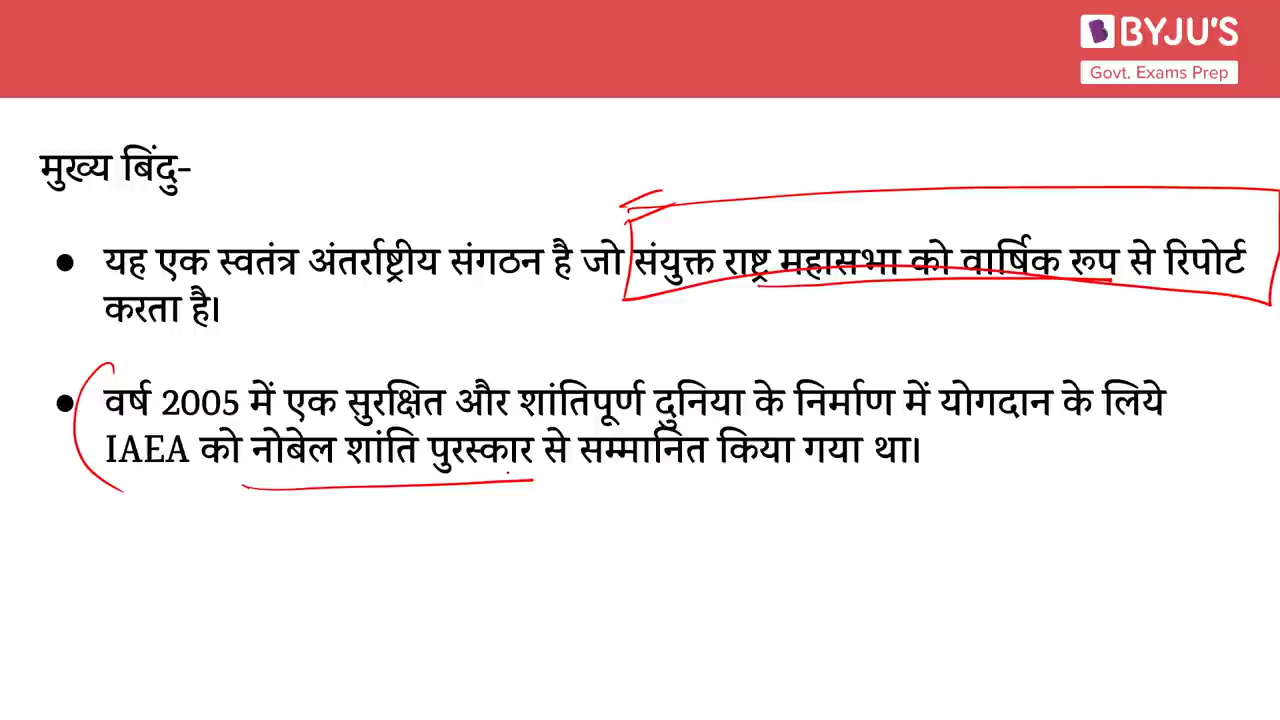 BYJU'S
Govt. Exams Prep
मुख्य बिंदु-
● यह एक स्वतंत्र अंतर्राष्ट्रीय संगठन है जो संयुक्त राष्ट्र महासभा को वार्षिक रूप से रिपोर्ट
करता है।
● वर्ष 2005 में एक सुरक्षित और शांतिपूर्ण दुनिया के निर्माण में योगदान के लिये
IAEA को नोबेल शांति पुरस्कार से सम्मानित किया गया था।